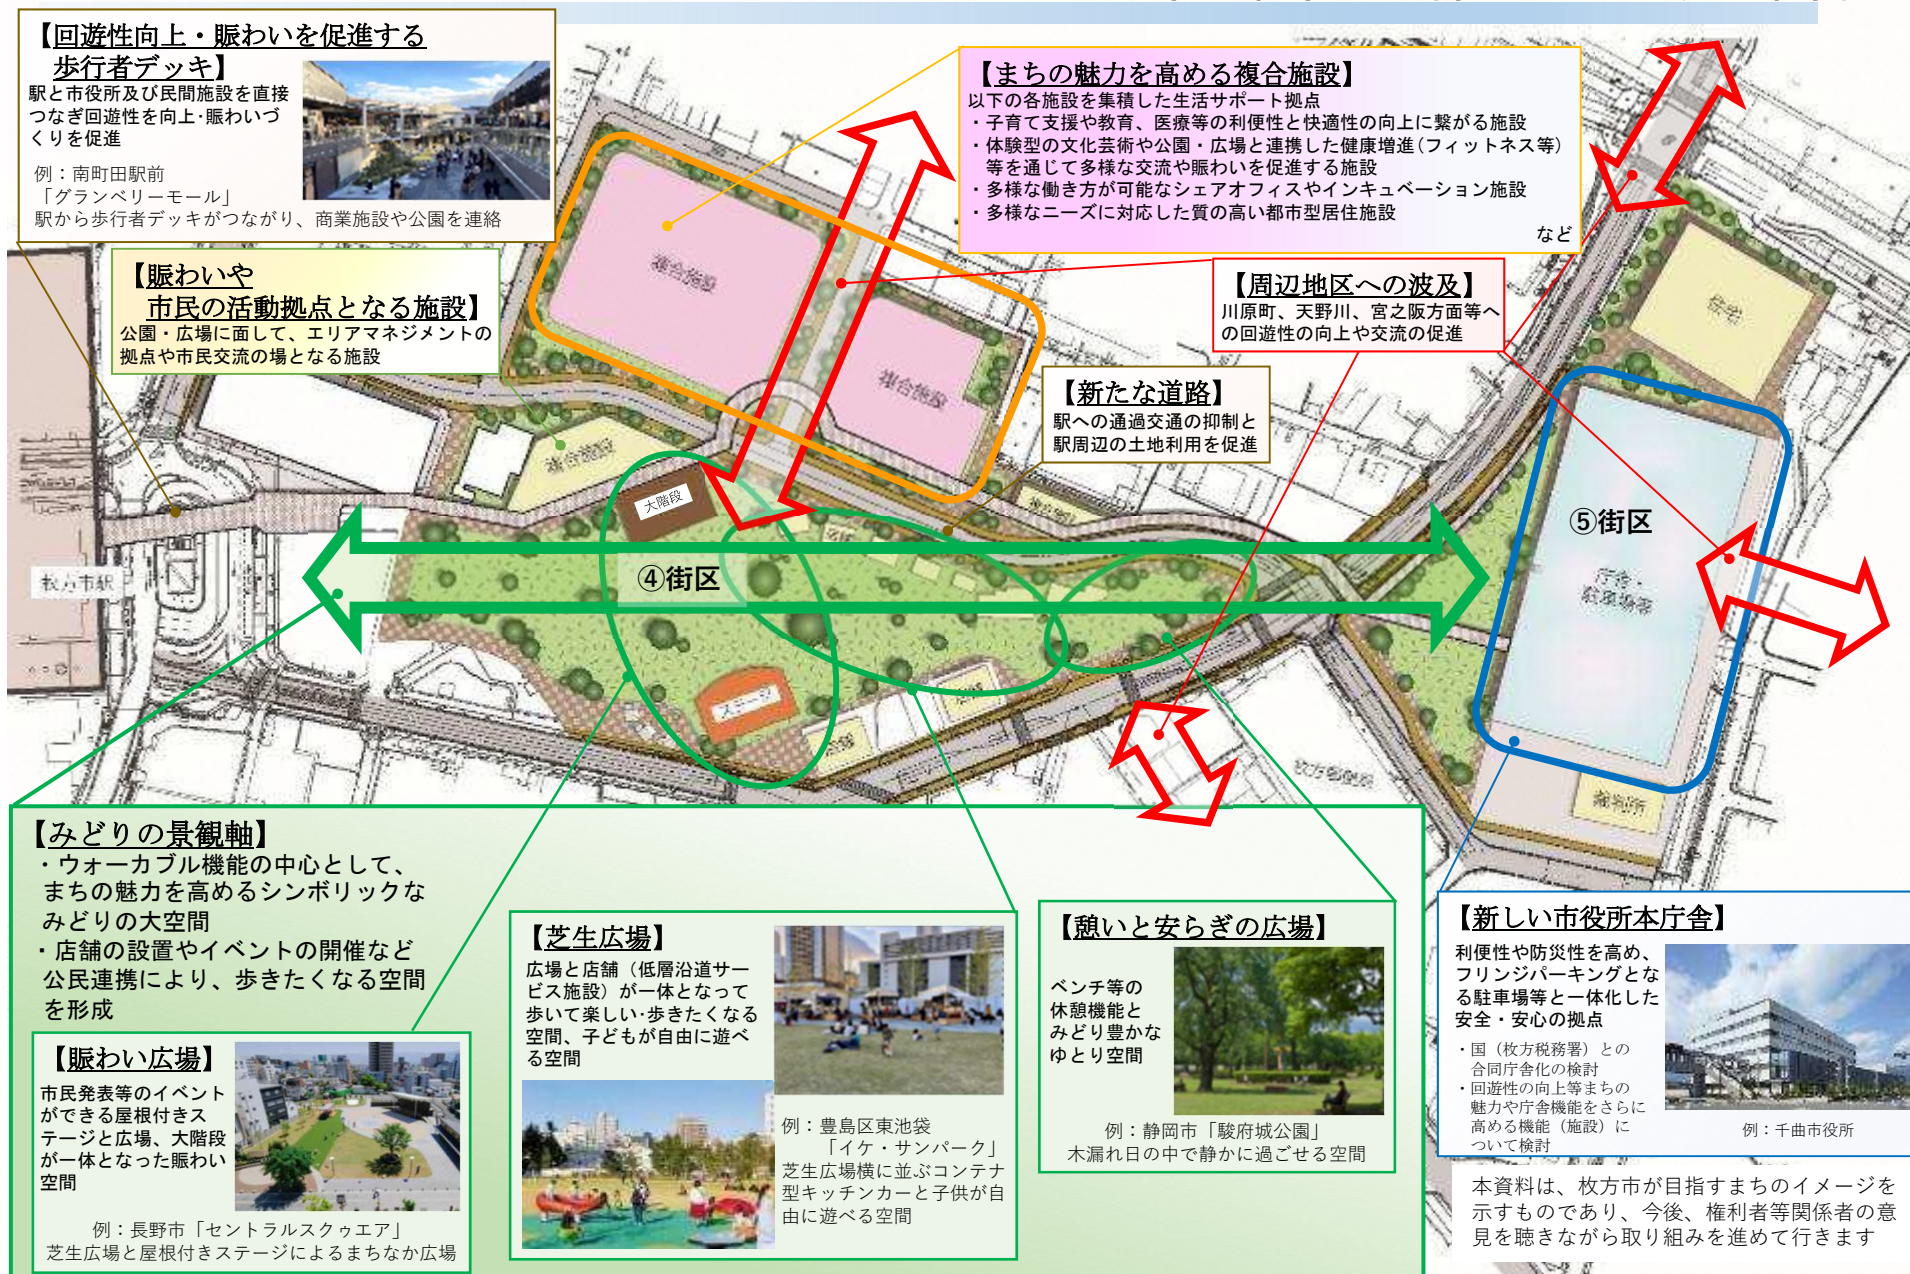 【回遊性向上・賑わいを促進する
歩行者デッキ】
駅と市役所及び民間施設を直接
つなぎ回遊性を向上・賑わいづ
くりを促進
例：南町田駅前
「グランベリーモール」
駅から歩行者デッキがつながり、商業施設や公園を連絡
【まちの魅力を高める複合施設】
以下の各施設を集積した生活サポート拠点
・子育て支援や教育、医療等の利便性と快適性の向上に繋がる施設
・体験型の文化芸術や公園・広場と連携した健康増進（フィットネス等）
等を通じて多様な交流や賑わいを促進する施設
・多様な働き方が可能なシェアオフィスやインキュベーション施設
・多様なニーズに対応した質の高い都市型居住施設
など
【賑わいや
市民の活動拠点となる施設】
公園・広場に面して、エリアマネジメントの
拠点や市民交流の場となる施設
【周辺地区への波及】
川原町、天野川、宮之阪方面等へ
の回遊性の向上や交流の促進
【新たな道路】
駅への通過交通の抑制と
駅周辺の土地利用を促進
複合施設
複合施設
複合施設
複合施設
住宅
大階段
④街区
⑤街区
庁舎・
駐車場等
枚方市駅
ステージ
店舗
店舗
枚方郵便局
裁判所
【みどりの景観軸】
・ウォーカブル機能の中心として、
まちの魅力を高めるシンボリックな
みどりの大空間
・店舗の設置やイベントの開催など
公民連携により、歩きたくなる空間
を形成
【賑わい広場】
市民発表等のイベント
ができる屋根付きス
テージと広場、大階段
が一体となった賑わい
空間
例：長野市「セントラルスクゥエア」
芝生広場と屋根付きステージによるまちなか広場
【芝生広場】
広場と店舗（低層沿道サー
ビス施設）が一体となって
歩いて楽しい・歩きたくなる
空間、子どもが自由に遊べ
る空間
例：豊島区東池袋
「イケ・サンパーク」
芝生広場横に並ぶコンテナ
型キッチンカーと子供が自
由に遊べる空間
【憩いと安らぎの広場】
ベンチ等の
休憩機能と
みどり豊かな
ゆとり空間
例：静岡市「駿府城公園」
木漏れ日の中で静かに過ごせる空間
【新しい市役所本庁舎】
利便性や防災性を高め、
フリンジパーキングとな
る駐車場等と一体化した
安全・安心の拠点
・国（枚方税務署）との
合同庁舎化の検討
・回遊性の向上等まちの
魅力や庁舎機能をさらに
高める機能（施設）に
ついて検討
例：千曲市役所
本資料は、枚方市が目指すまちのイメージを
示すものであり、今後、権利者等関係者の意
見を聴きながら取り組みを進めて行きます